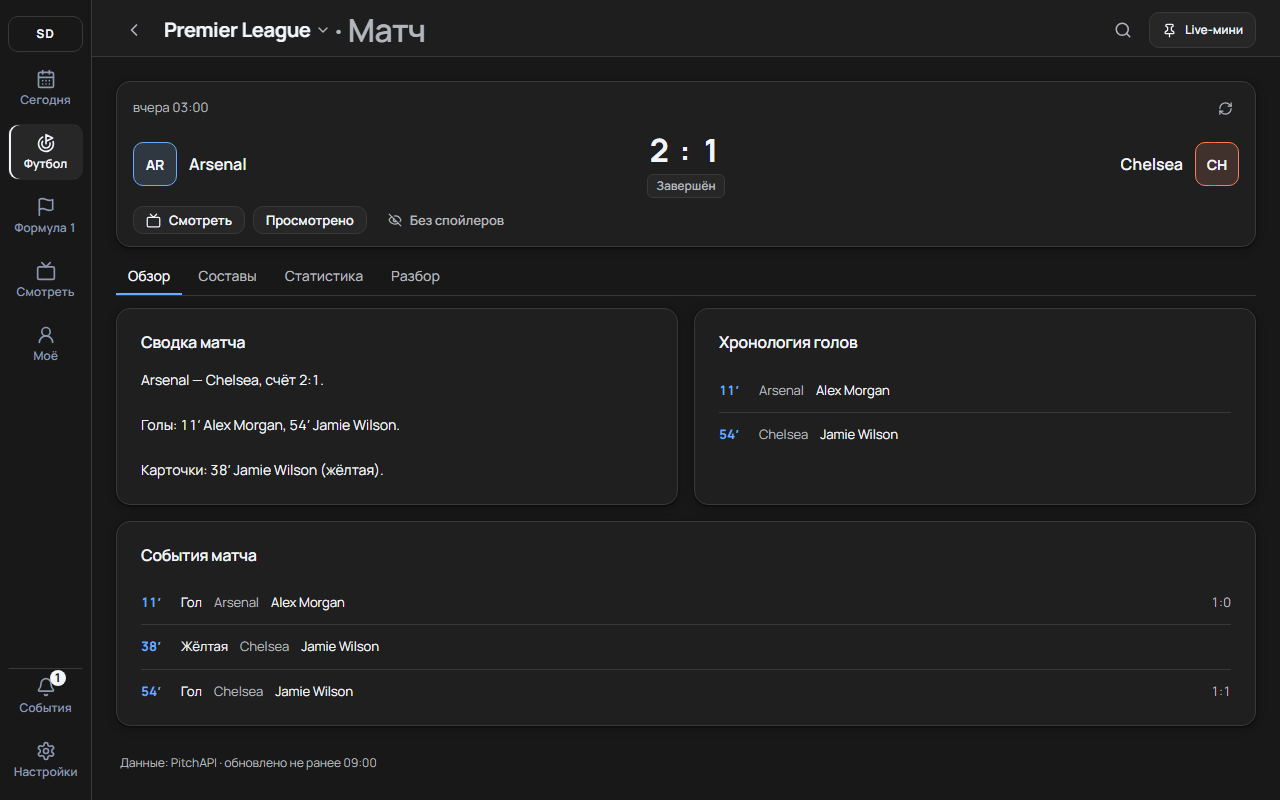 SD
Premier League · Матч
Live-мини
Сегодня
Футбол
Формула 1
Смотреть
Моё
События
1
Настройки
вчера 03:00
AR Arsenal
2 : 1
Завершён
Chelsea CH
Смотреть Просмотрено Без спойлеров
Обзор Составы Статистика Разбор
Сводка матча
Arsenal — Chelsea, счёт 2:1.
Голы: 11′ Alex Morgan, 54′ Jamie Wilson.
Карточки: 38′ Jamie Wilson (жёлтая).
Хронология голов
11′ Arsenal Alex Morgan
54′ Chelsea Jamie Wilson
События матча
11′ Гол Arsenal Alex Morgan 1:0
38′ Жёлтая Chelsea Jamie Wilson
54′ Гол Chelsea Jamie Wilson 1:1
Данные: PitchAPI · обновлено не ранее 09:00